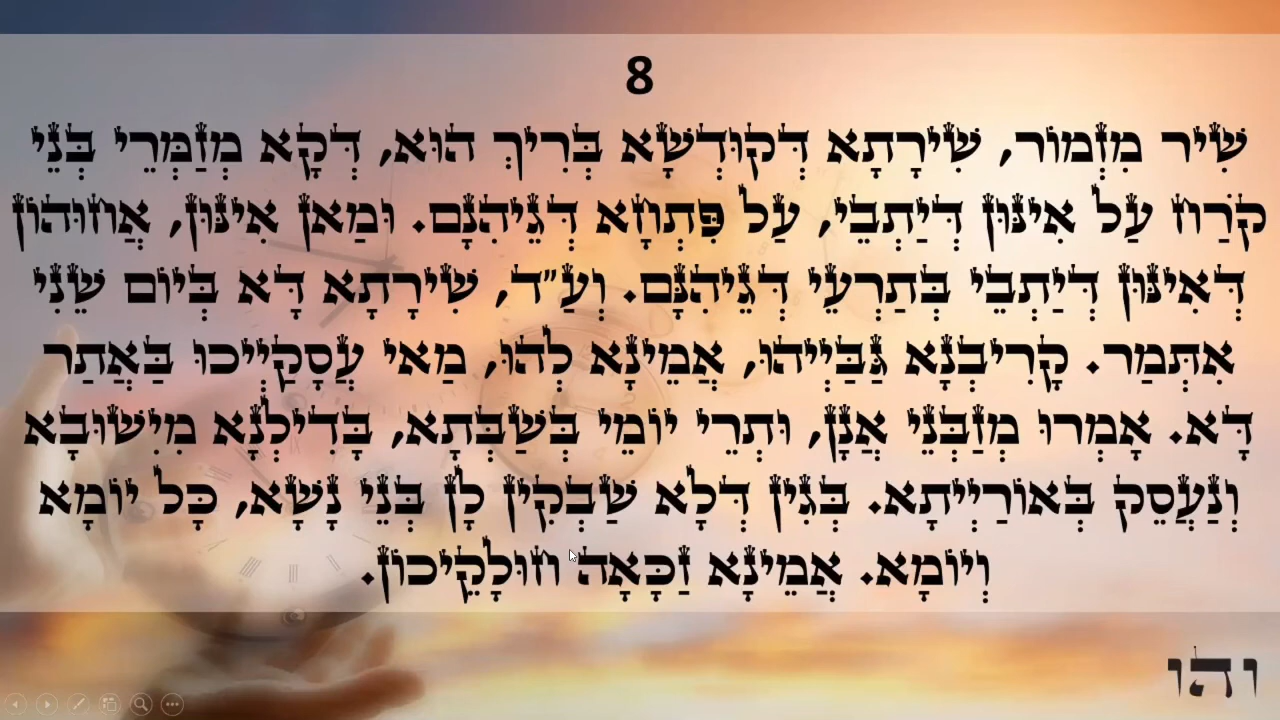 8
שִׁיר מִזְמוֹר, שִׁירָתָא דְּקוּדְשָׁא בְּרִיךְ הוּא, דְּקָא מְזַמְּרֵי בְּנֵי
קֹרַח עַל אִינּוּן דְּיַתְבֵי, עַל פִּתְחָא דְּגֵיהִנָּם. וּמַאן אִינּוּן, אֲחוּהוֹן
דְּאִינּוּן דְּיַתְבֵי בְּתַרְעֵי דְּגֵיהִנָּם. וְעַ״ד, שִׁירָתָא דָּא בְּיוֹם שֵׁנִי
אִתְּמַר. קָרִיבְנָא גַּבַּיְיהוּ, אֲמֵינָא לְהוּ, מַאי עֲסָקַיְיכוּ בַּאֲתַר
דָּא. אָמְרוּ מְזַבְּנֵי אֲנָן, וּתְרֵי יוֹמֵי בְּשַׁבְּתָא, בָּדִילְנָא מִיִּשׁוּבָא
וְנַעֲסֵק בְּאוֹרַיְיתָא. בְּגִין דְּלָא שַׁבְקִין לָן בְּנֵי נָשָׁא, כָּל יוֹמָא
וְיוֹמָא. אֲמֵינָא זַכָּאָה חוּלָקֵיכוֹן.
והו